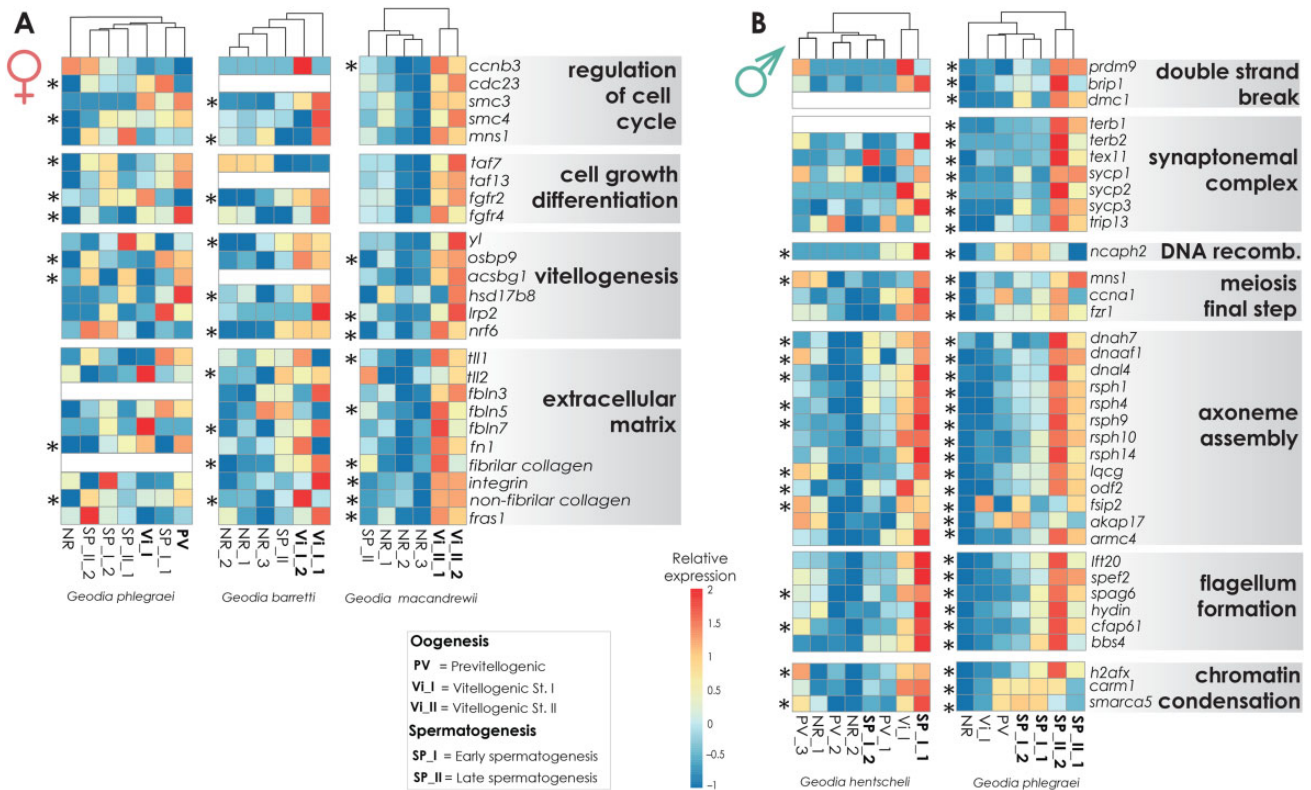 A
♀
*
ccnb3
cdc23
smc3
smc4
mns1
regulation
of cell
cycle
taf7
taf13
fgfr2
fgfr4
cell growth
differentiation
yl
osbp9
acsbg1
hsd17b8
lrp2
nrf6
vitellogenesis
tll1
tll2
fbln3
fbln5
fbln7
fn1
fibrilar collagen
integrin
non-fibrilar collagen
fras1
extracellular
matrix
NR
SP_II_2
SP_I_2
SP_II_1
Vi_I
SP_I_1
PV
Geodia phlegraei
NR_2
NR_1
NR_3
SP_II
Vi_I_2
Vi_I_1
Geodia barretti
SP_II
NR_1
NR_2
NR_3
Vi_II_1
Vi_II_2
Geodia macandrewii
Oogenesis
PV = Previtellogenic
Vi_I = Vitellogenic St. I
Vi_II = Vitellogenic St. II
Spermatogenesis
SP_I = Early spermatogenesis
SP_II = Late spermatogenesis
Relative
expression
2
1.5
1
0.5
0
−0.5
−1
B
♂
prdm9
brip1
dmc1
double strand
break
terb1
terb2
tex11
sycp1
sycp2
sycp3
trip13
synaptonemal
complex
ncaph2
DNA recomb.
mns1
ccna1
fzr1
meiosis
final step
dnah7
dnaaf1
dnal4
rsph1
rsph4
rsph9
rsph10
rsph14
Iqcg
odf2
fsip2
akap17
armc4
axoneme
assembly
Ift20
spef2
spag6
hydin
cfap61
bbs4
flagellum
formation
h2afx
carm1
smarca5
chromatin
condensation
PV_3
NR_1
PV_2
NR_2
SP_I_2
PV_1
Vi_I
SP_I_1
Geodia hentscheli
NR
Vi_I
PV
SP_I_2
SP_I_1
SP_II_2
SP_II_1
Geodia phlegraei